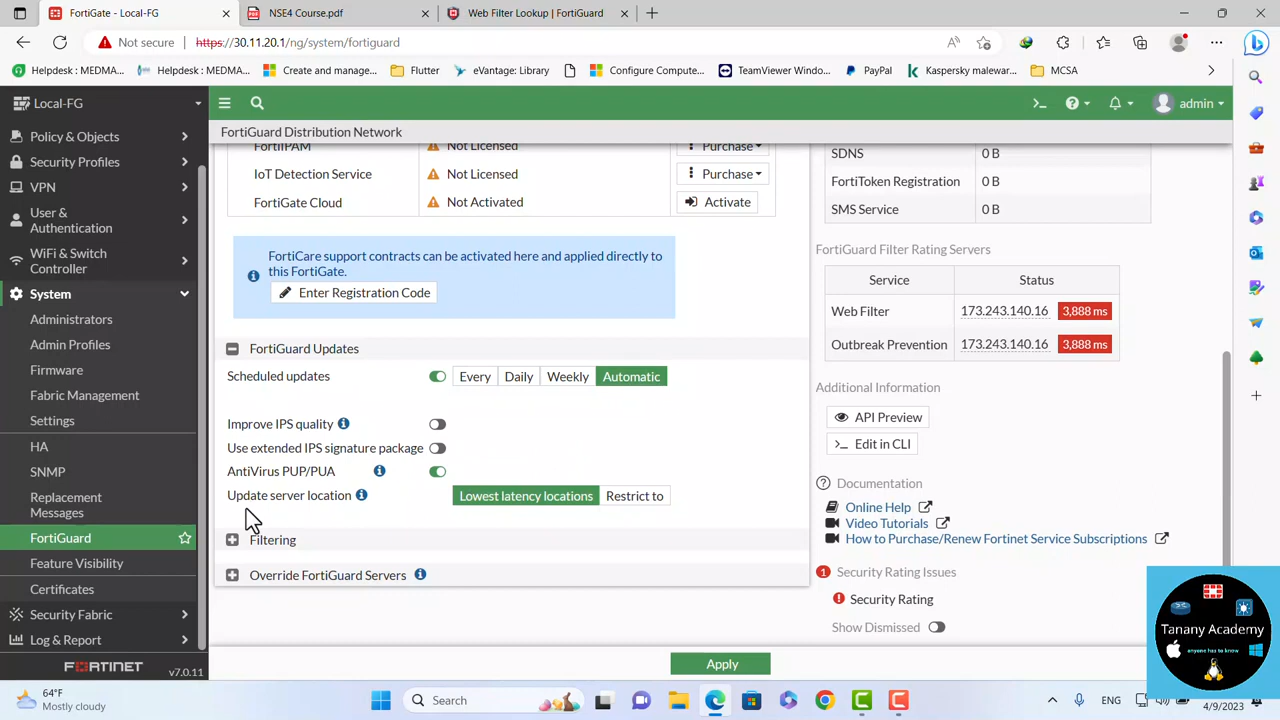 FortiGate - Local-FG
NSE4 Course.pdf
Web Filter Lookup | FortiGuard
Not secure
https://30.11.20.1/ng/system/fortiguard
Helpdesk : MEDMA...
Helpdesk : MEDMA...
Create and manage...
Flutter
eVantage: Library
Configure Compute...
TeamViewer Windo...
PayPal
Kaspersky malewar...
MCSA
Local-FG
admin
Policy & Objects
Security Profiles
VPN
User &
Authentication
WiFi & Switch
Controller
System
Administrators
Admin Profiles
Firmware
Fabric Management
Settings
HA
SNMP
Replacement
Messages
FortiGuard
Feature Visibility
Certificates
Security Fabric
Log & Report
FORTINET
v7.0.11
FortiGuard Distribution Network
FortiIPAM Not Licensed Purchase
IoT Detection Service Not Licensed Purchase
FortiGate Cloud Not Activated Activate
FortiCare support contracts can be activated here and applied directly to
this FortiGate.
Enter Registration Code
FortiGuard Updates
Scheduled updates Every Daily Weekly Automatic
Improve IPS quality
Use extended IPS signature package
AntiVirus PUP/PUA
Update server location Lowest latency locations Restrict to
Filtering
Override FortiGuard Servers
Apply
SDNS 0 B
FortiToken Registration 0 B
SMS Service 0 B
FortiGuard Filter Rating Servers
Service Status
Web Filter 173.243.140.16 3,888 ms
Outbreak Prevention 173.243.140.16 3,888 ms
Additional Information
API Preview
Edit in CLI
Documentation
Online Help
Video Tutorials
How to Purchase/Renew Fortinet Service Subscriptions
1 Security Rating Issues
Security Rating
Show Dismissed
Tanany Academy
anyone has to know
64°F
Mostly cloudy
Search
ENG
4/9/2023